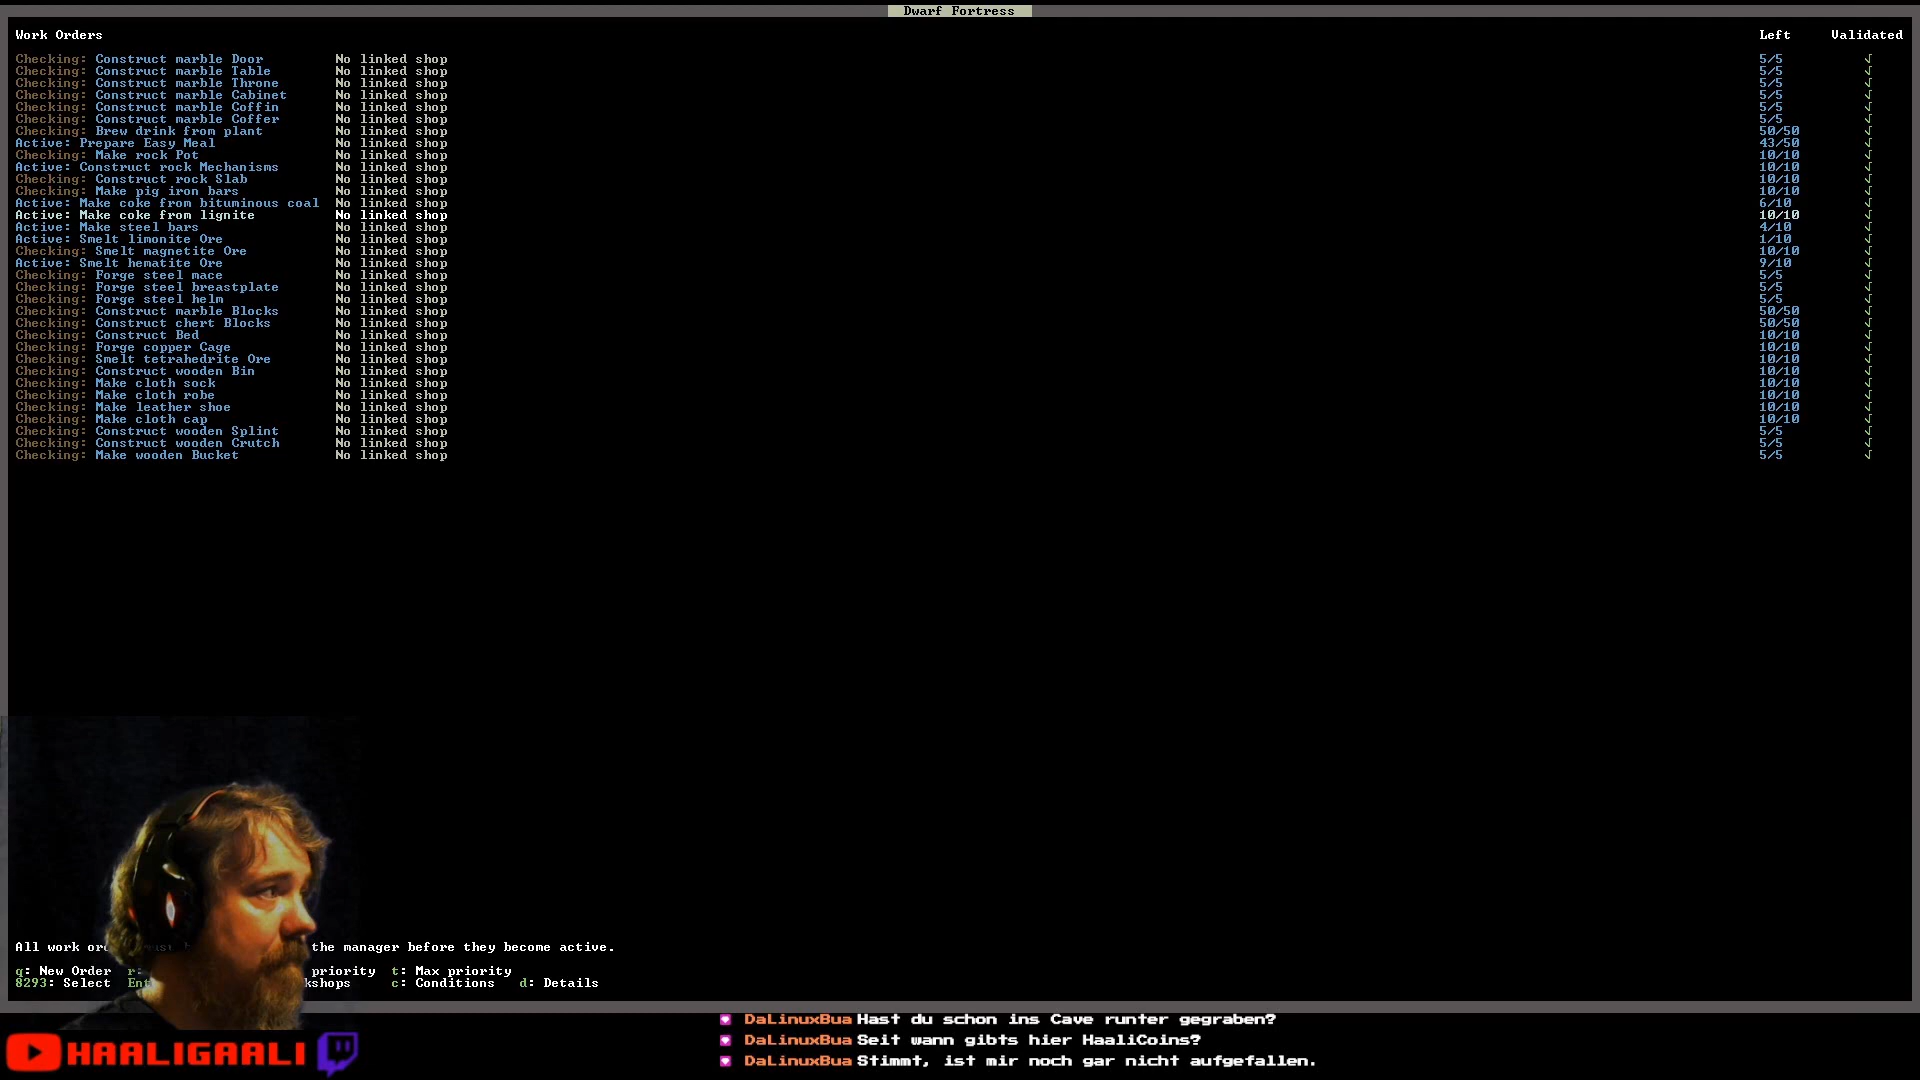 Dwarf Fortress
Work Orders Left Validated
Checking: Construct marble Door No linked shop 5/5 √
Checking: Construct marble Table No linked shop 5/5 √
Checking: Construct marble Throne No linked shop 5/5 √
Checking: Construct marble Cabinet No linked shop 5/5 √
Checking: Construct marble Coffin No linked shop 5/5 √
Checking: Construct marble Coffer No linked shop 5/5 √
Checking: Brew drink from plant No linked shop 50/50 √
Active: Prepare Easy Meal No linked shop 43/50 √
Checking: Make rock Pot No linked shop 10/10 √
Active: Construct rock Mechanisms No linked shop 10/10 √
Checking: Construct rock Slab No linked shop 10/10 √
Checking: Make pig iron bars No linked shop 10/10 √
Active: Make coke from bituminous coal No linked shop 6/10 √
Active: Make coke from lignite No linked shop 10/10 √
Active: Make steel bars No linked shop 4/10 √
Active: Smelt limonite Ore No linked shop 1/10 √
Checking: Smelt magnetite Ore No linked shop 10/10 √
Active: Smelt hematite Ore No linked shop 9/10 √
Checking: Forge steel mace No linked shop 5/5 √
Checking: Forge steel breastplate No linked shop 5/5 √
Checking: Forge steel helm No linked shop 5/5 √
Checking: Construct marble Blocks No linked shop 50/50 √
Checking: Construct chert Blocks No linked shop 50/50 √
Checking: Construct Bed No linked shop 10/10 √
Checking: Forge copper Cage No linked shop 10/10 √
Checking: Smelt tetrahedrite Ore No linked shop 10/10 √
Checking: Construct wooden Bin No linked shop 10/10 √
Checking: Make cloth sock No linked shop 10/10 √
Checking: Make cloth robe No linked shop 10/10 √
Checking: Make leather shoe No linked shop 10/10 √
Checking: Make cloth cap No linked shop 10/10 √
Checking: Construct wooden Splint No linked shop 5/5 √
Checking: Construct wooden Crutch No linked shop 5/5 √
Checking: Make wooden Bucket No linked shop 5/5 √
All work the manager before they become active.
q: New Order r: priority t: Max priority
8293: Select Ent kshops c: Conditions d: Details
DaLinuxBua Hast du schon ins Cave runter gegraben?
DaLinuxBua Seit wann gibts hier HaaliCoins?
DaLinuxBua Stimmt, ist mir noch gar nicht aufgefallen.
HAALIGAALI